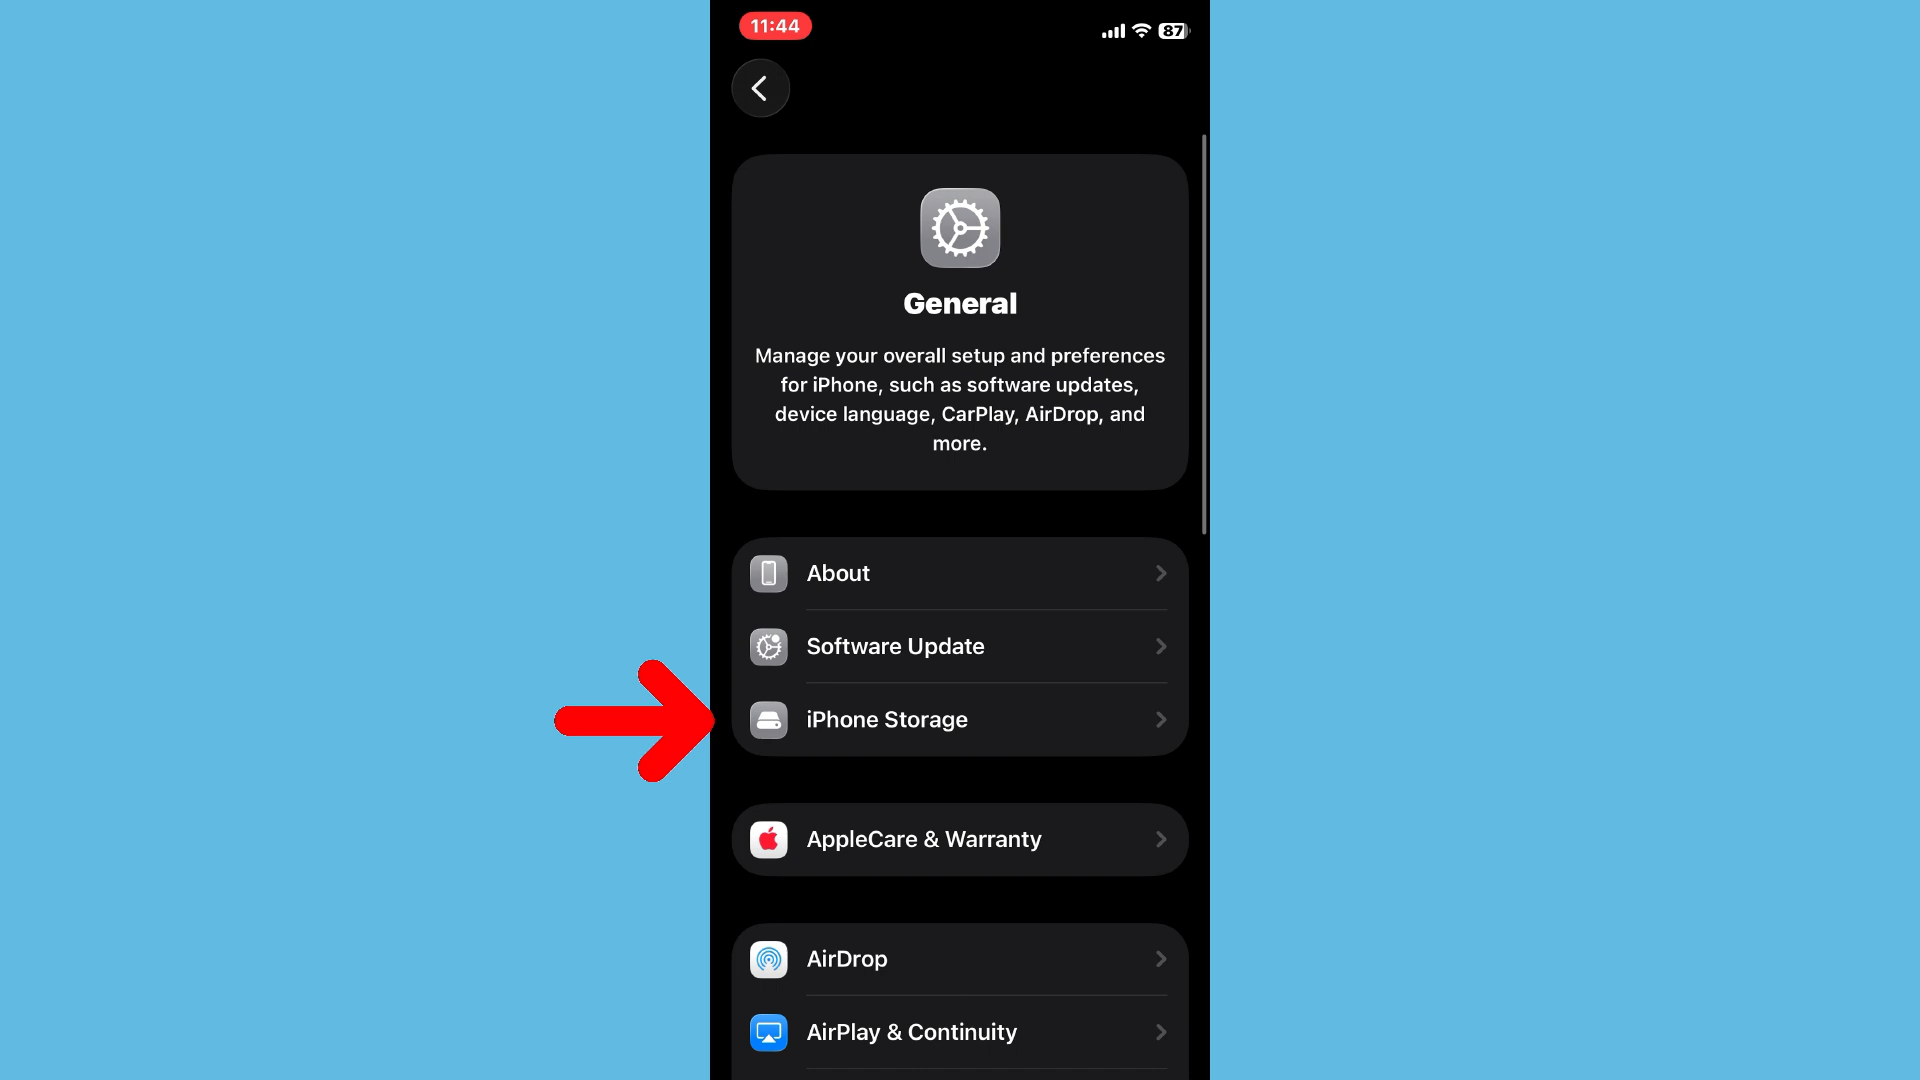 11:44
87
General
Manage your overall setup and preferences
for iPhone, such as software updates,
device language, CarPlay, AirDrop, and
more.
About
Software Update
iPhone Storage
AppleCare & Warranty
AirDrop
AirPlay & Continuity